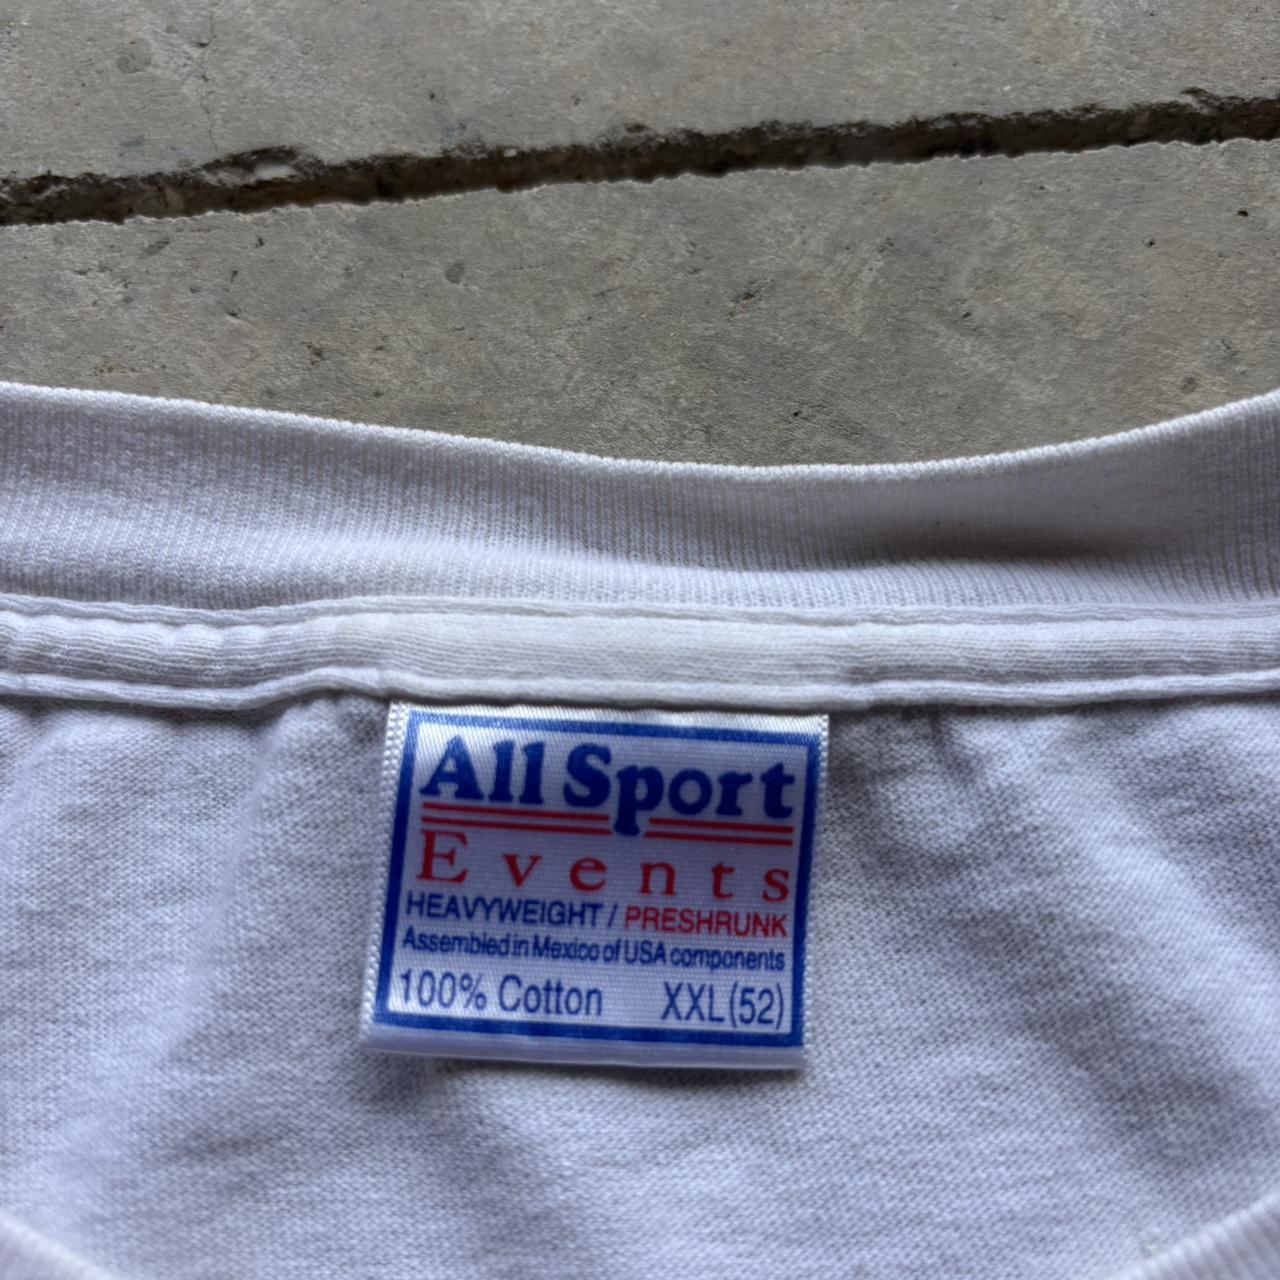 All Sport
Events
HEAVYWEIGHT / PRESHRUNK
Assembled in Mexico of USA components
100% Cotton XXL(52)